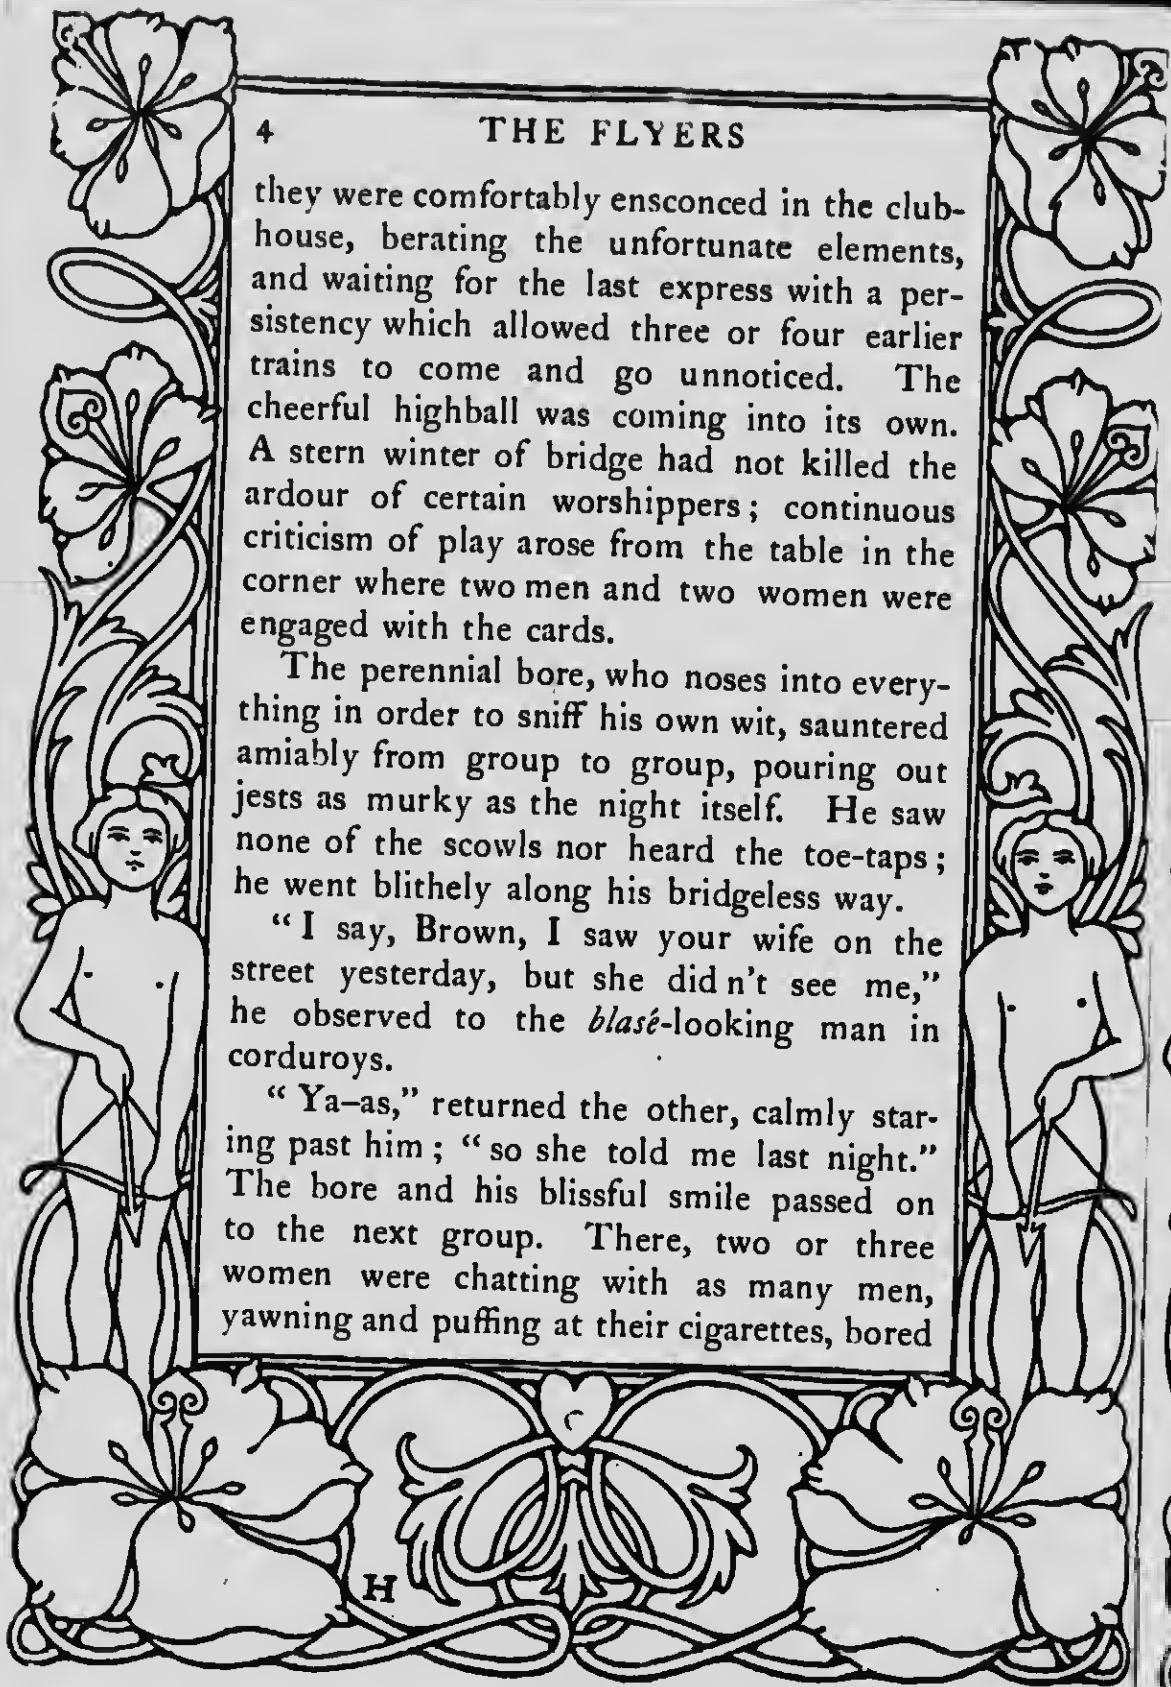 4 THE FLYERS
they were comfortably ensconced in the club-
house, berating the unfortunate elements,
and waiting for the last express with a per-
sistency which allowed three or four earlier
trains to come and go unnoticed. The
cheerful highball was coming into its own.
A stern winter of bridge had not killed the
ardour of certain worshippers; continuous
criticism of play arose from the table in the
corner where two men and two women were
engaged with the cards.
The perennial bore, who noses into every-
thing in order to sniff his own wit, sauntered
amiably from group to group, pouring out
jests as murky as the night itself. He saw
none of the scowls nor heard the toe-taps;
he went blithely along his bridgeless way.
"I say, Brown, I saw your wife on the
street yesterday, but she did n't see me,"
he observed to the blasé-looking man in
corduroys.
"Ya-as," returned the other, calmly star-
ing past him; "so she told me last night."
The bore and his blissful smile passed on
to the next group. There, two or three
women were chatting with as many men,
yawning and puffing at their cigarettes, bored
C
H